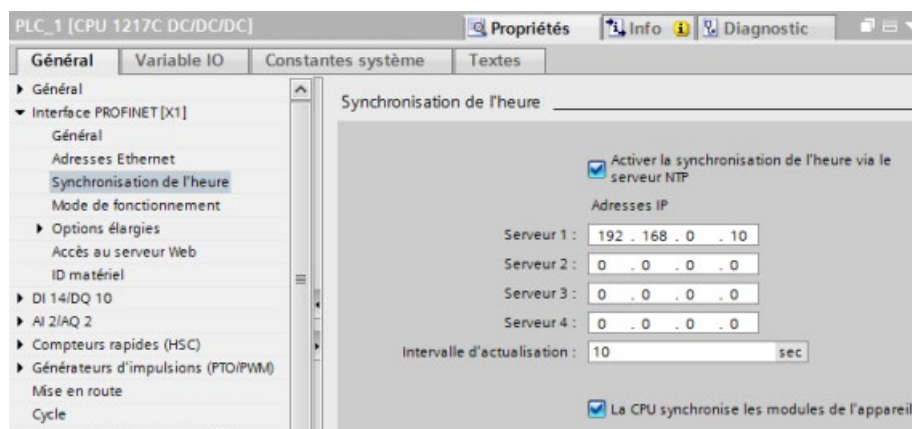 PLC_1 [CPU 1217C DC/DC/DC]
Propriétés
Info
Diagnostic
Général
Variable IO
Constantes système
Textes
Général
Interface PROFINET [X1]
Général
Adresses Ethernet
Synchronisation de l'heure
Mode de fonctionnement
Options élargies
Accès au serveur Web
ID matériel
DI 14/DQ 10
AI 2/AQ 2
Compteurs rapides (HSC)
Générateurs d'impulsions (PTO/PWM)
Mise en route
Cycle
Synchronisation de l'heure
Activer la synchronisation de l'heure via le
serveur NTP
Adresses IP
Serveur 1 : 192 . 168 . 0 . 10
Serveur 2 : 0 . 0 . 0 . 0
Serveur 3 : 0 . 0 . 0 . 0
Serveur 4 : 0 . 0 . 0 . 0
Intervalle d'actualisation : 10 sec
La CPU synchronise les modules de l'appareil